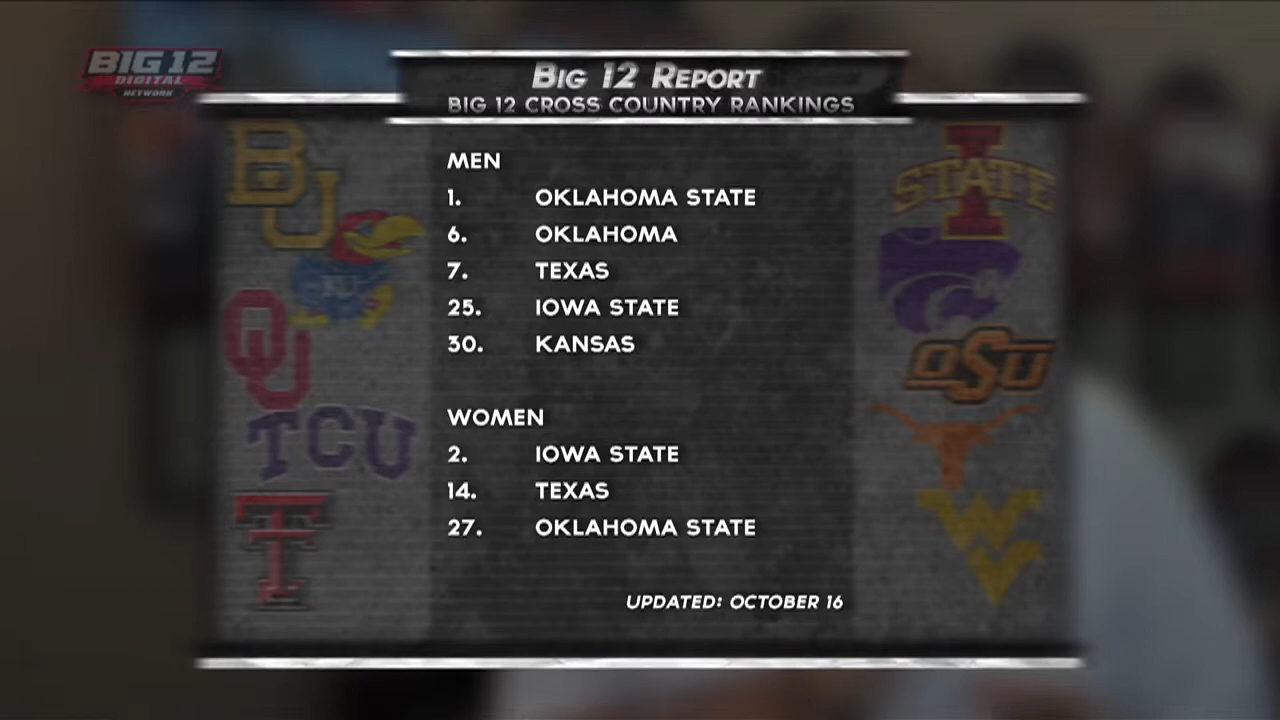 BIG 12
DIGITAL
NETWORK
BIG 12 REPORT
BIG 12 CROSS COUNTRY RANKINGS
MEN
1. OKLAHOMA STATE
6. OKLAHOMA
7. TEXAS
25. IOWA STATE
30. KANSAS
WOMEN
2. IOWA STATE
14. TEXAS
27. OKLAHOMA STATE
UPDATED: OCTOBER 16
BU
KU
OU
TCU
T
I
STATE
OSU
WV